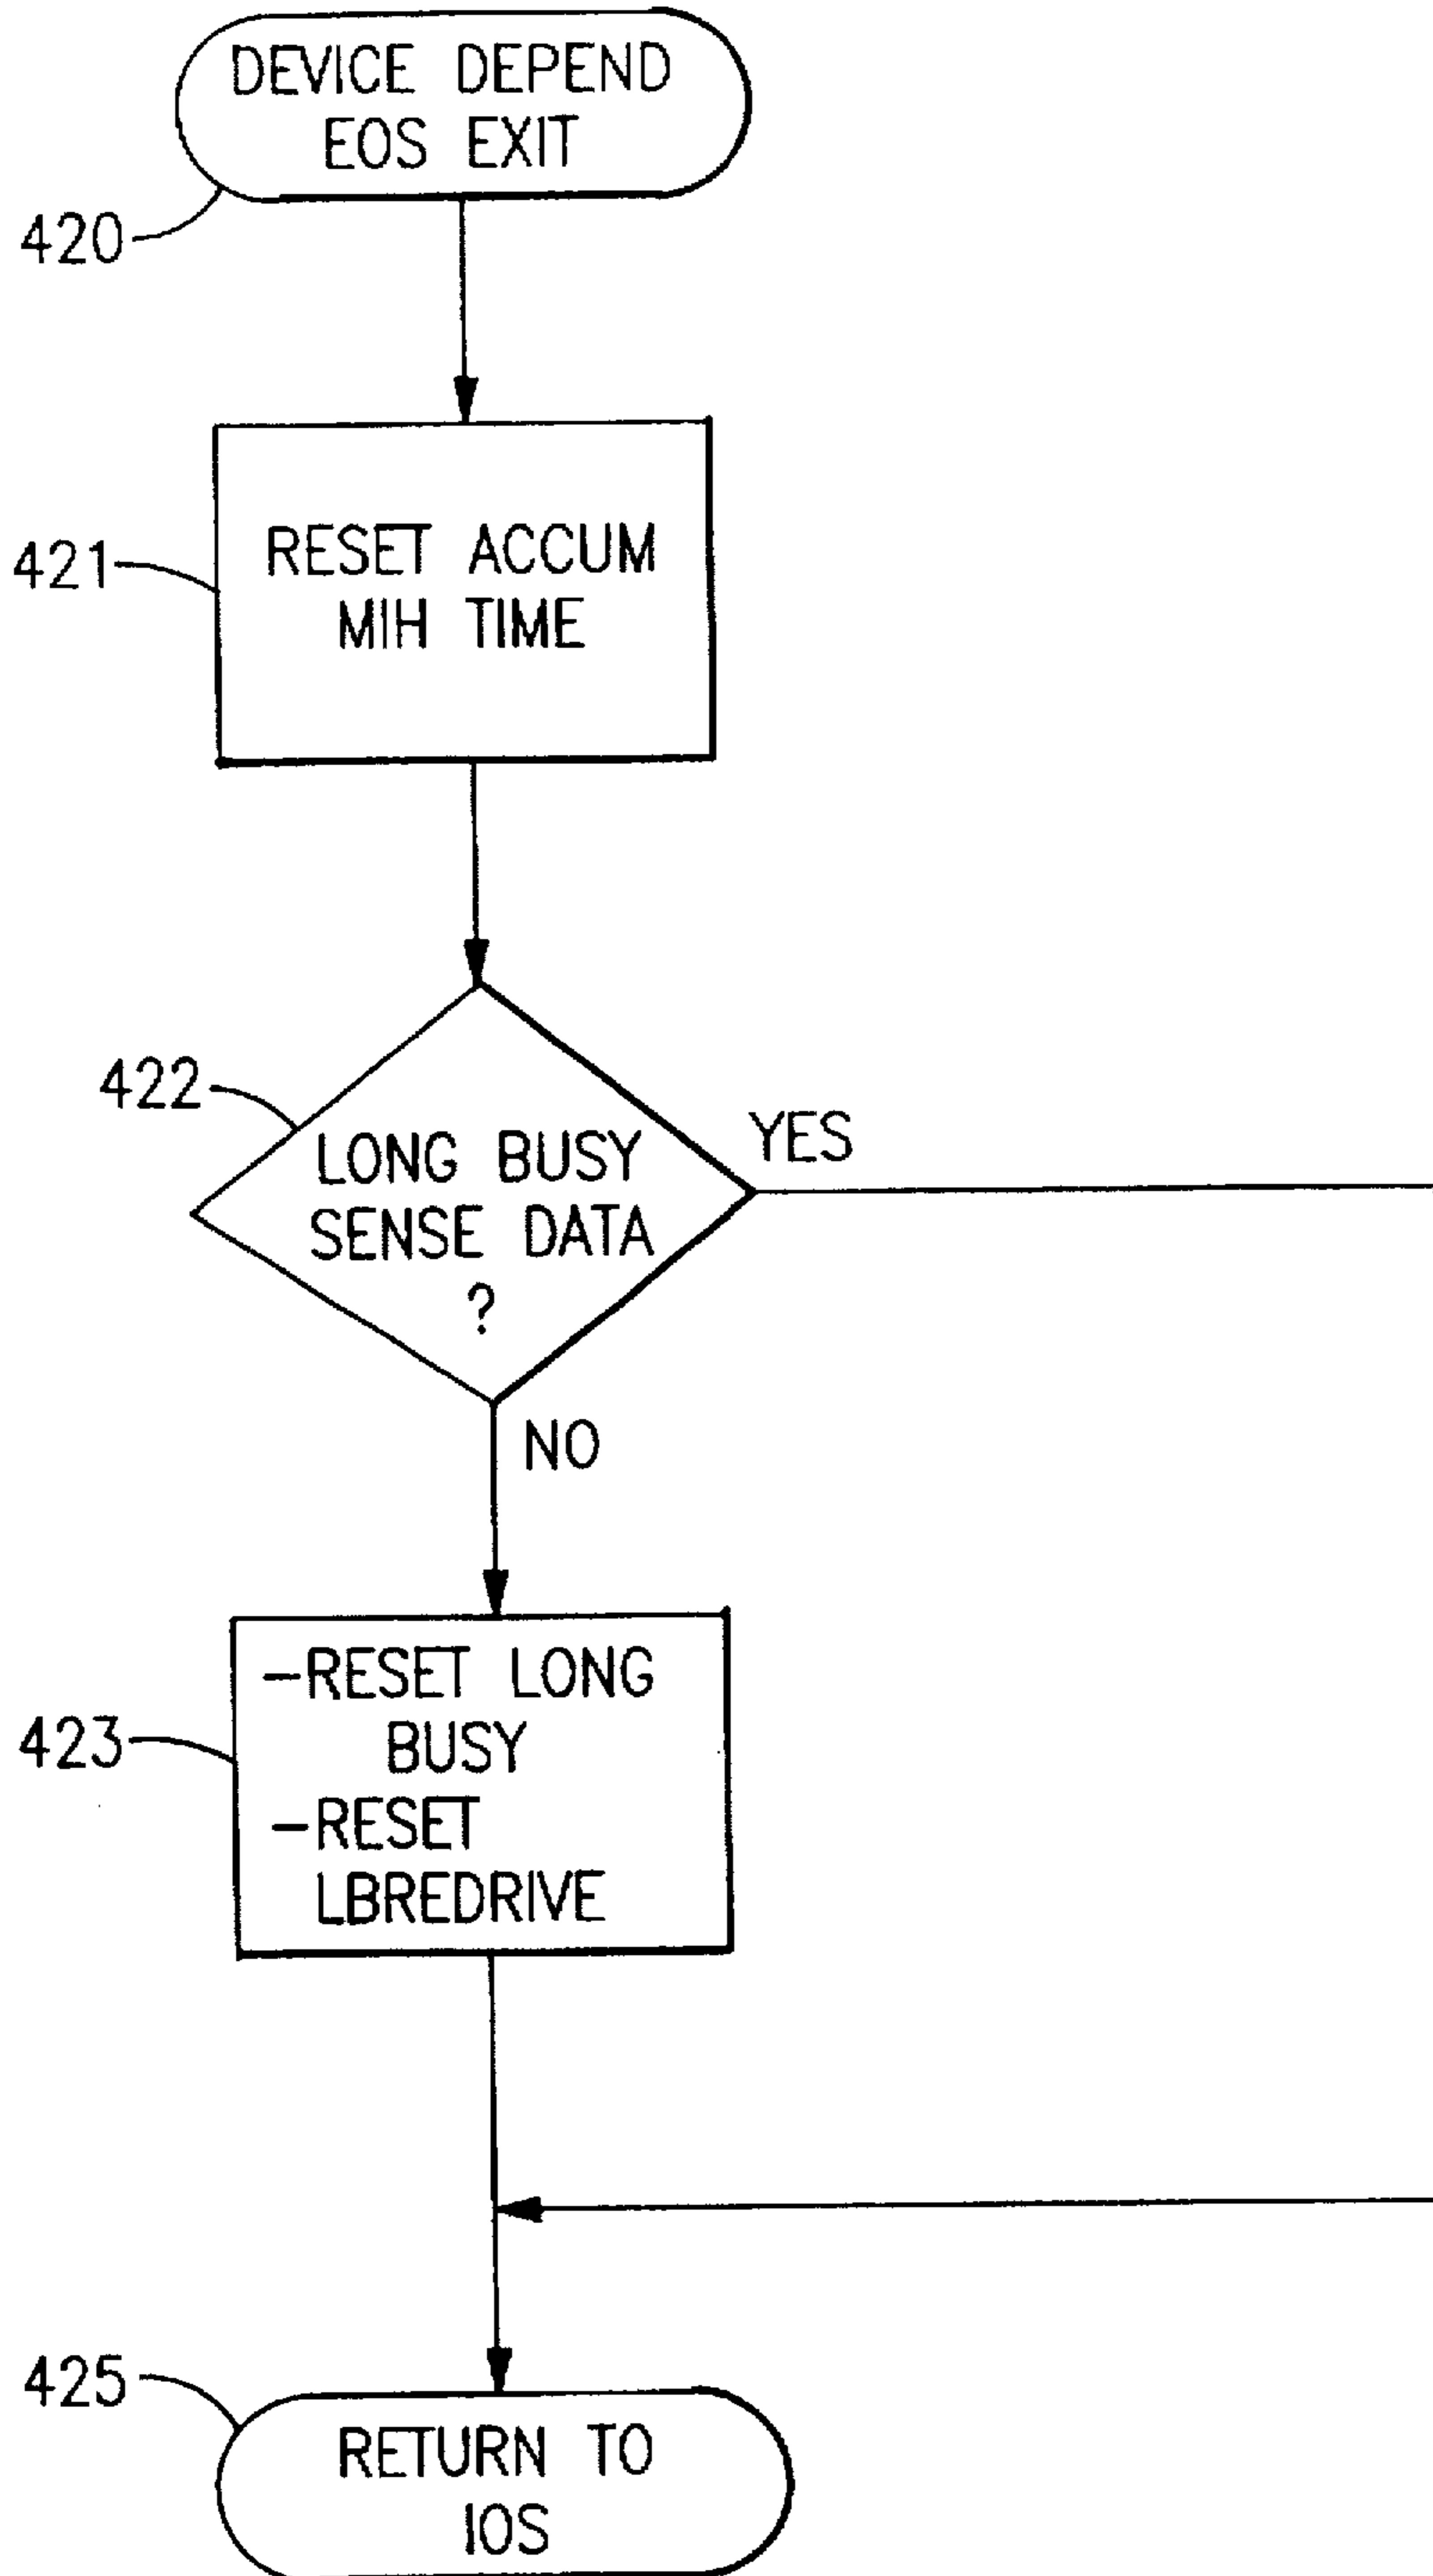 DEVICE DEPEND
EOS EXIT
420
421
RESET ACCUM
MIH TIME
422
LONG BUSY
SENSE DATA
?
YES
NO
423
-RESET LONG
BUSY
-RESET
LBREDRIVE
425
RETURN TO
IOS